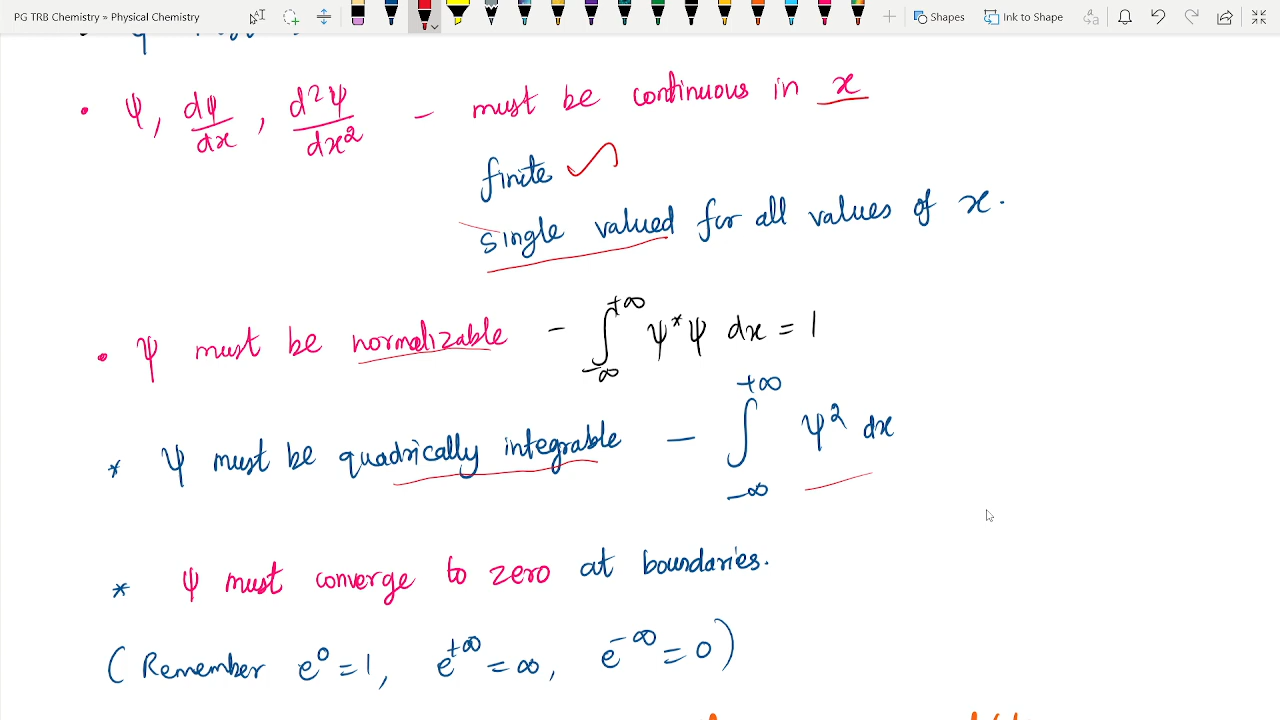 PG TRB Chemistry » Physical Chemistry
Shapes
Ink to Shape
• ψ, dψ/dx, d²ψ/dx² – must be continuous in x
finite
single valued for all values of x.
• ψ must be normalizable – ∫₋∞⁺∞ ψ*ψ dx = 1
* ψ must be quadrically integrable – ∫₋∞⁺∞ ψ² dx
* ψ must converge to zero at boundaries.
(Remember e⁰ = 1, e^+∞ = ∞, e^-∞ = 0)